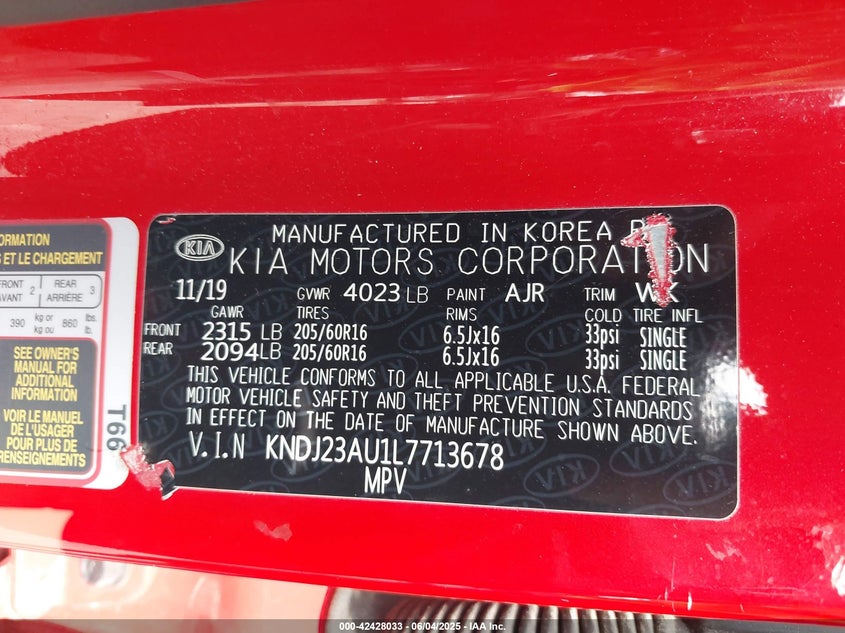 ORMATION
ET LE CHARGEMENT
FRONT 2 REAR 3
AVANT ARRIÈRE
390 kg or 860 lbs.
kg ou lb.
SEE OWNER'S
MANUAL FOR
ADDITIONAL
INFORMATION
VOIR LE MANUEL
DE L'USAGER
POUR PLUS DE
RENSEIGNEMENTS
T66
KIA
MANUFACTURED IN KOREA
KIA MOTORS CORPORATION
11/19 GVWR 4023 LB PAINT AJR TRIM WK
GAWR TIRES RIMS COLD TIRE INFL
FRONT 2315 LB 205/60R16 6.5Jx16 33psi SINGLE
REAR 2094 LB 205/60R16 6.5Jx16 33psi SINGLE
THIS VEHICLE CONFORMS TO ALL APPLICABLE U.S.A. FEDERAL
MOTOR VEHICLE SAFETY AND THEFT PREVENTION STANDARDS
IN EFFECT ON THE DATE OF MANUFACTURE SHOWN ABOVE.
V.I.N KNDJ23AU1L7713678
MPV
000-42428033 - 06/04/2025 - IAA Inc.